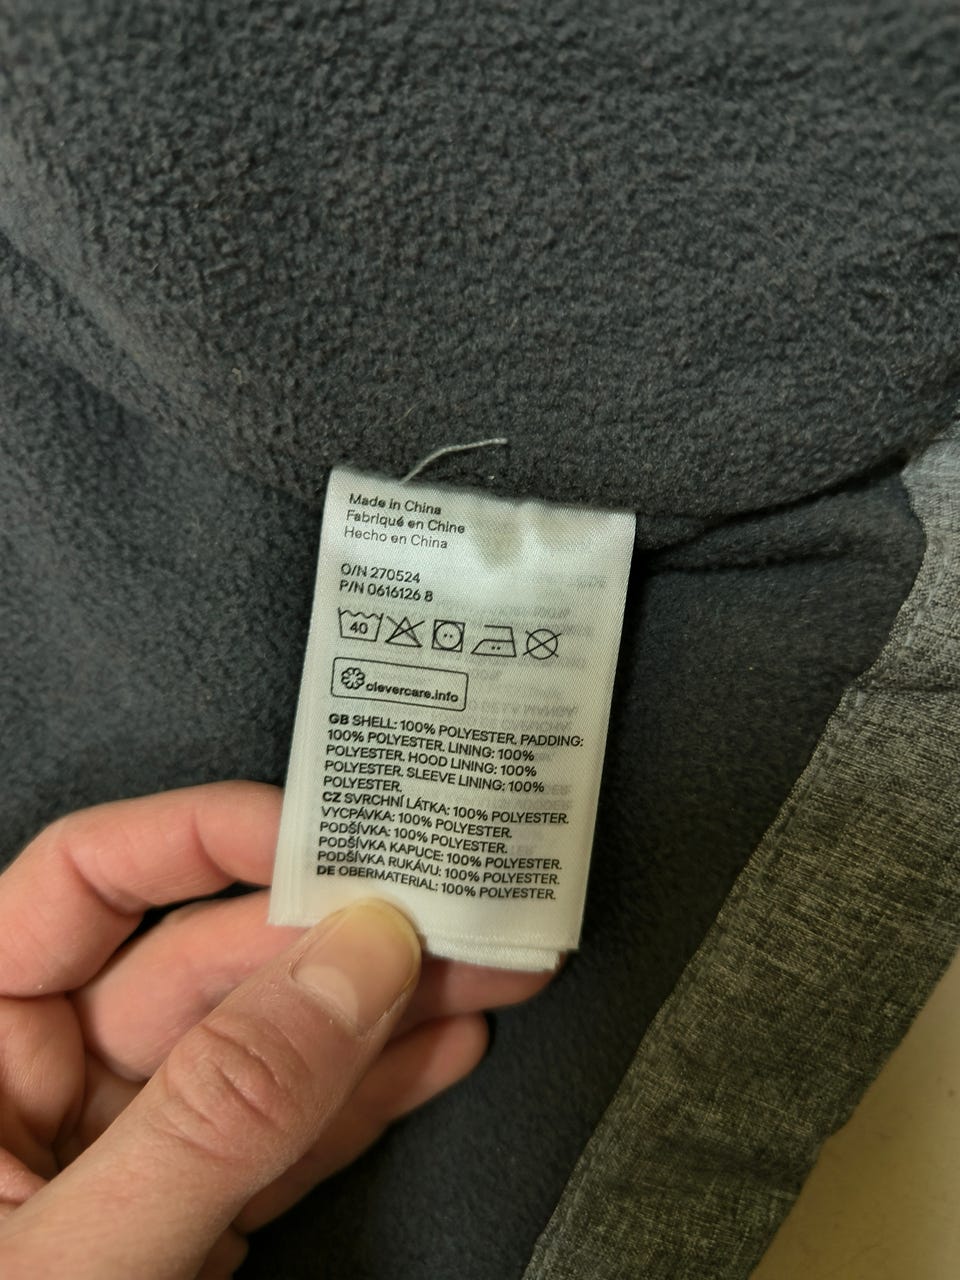 Made in China
Fabriqué en Chine
Hecho en China
O/N 270524
P/N 0616126 8
40
clevercare.info
GB SHELL: 100% POLYESTER. PADDING:
100% POLYESTER. LINING: 100%
POLYESTER. HOOD LINING: 100%
POLYESTER. SLEEVE LINING: 100%
POLYESTER.
CZ SVRCHNÍ LÁTKA: 100% POLYESTER.
VYCPÁVKA: 100% POLYESTER.
PODŠÍVKA: 100% POLYESTER.
PODŠÍVKA KAPUCE: 100% POLYESTER.
PODŠÍVKA RUKÁVU: 100% POLYESTER.
DE OBERMATERIAL: 100% POLYESTER.